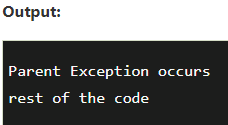 Output:
Parent Exception occurs
rest of the code